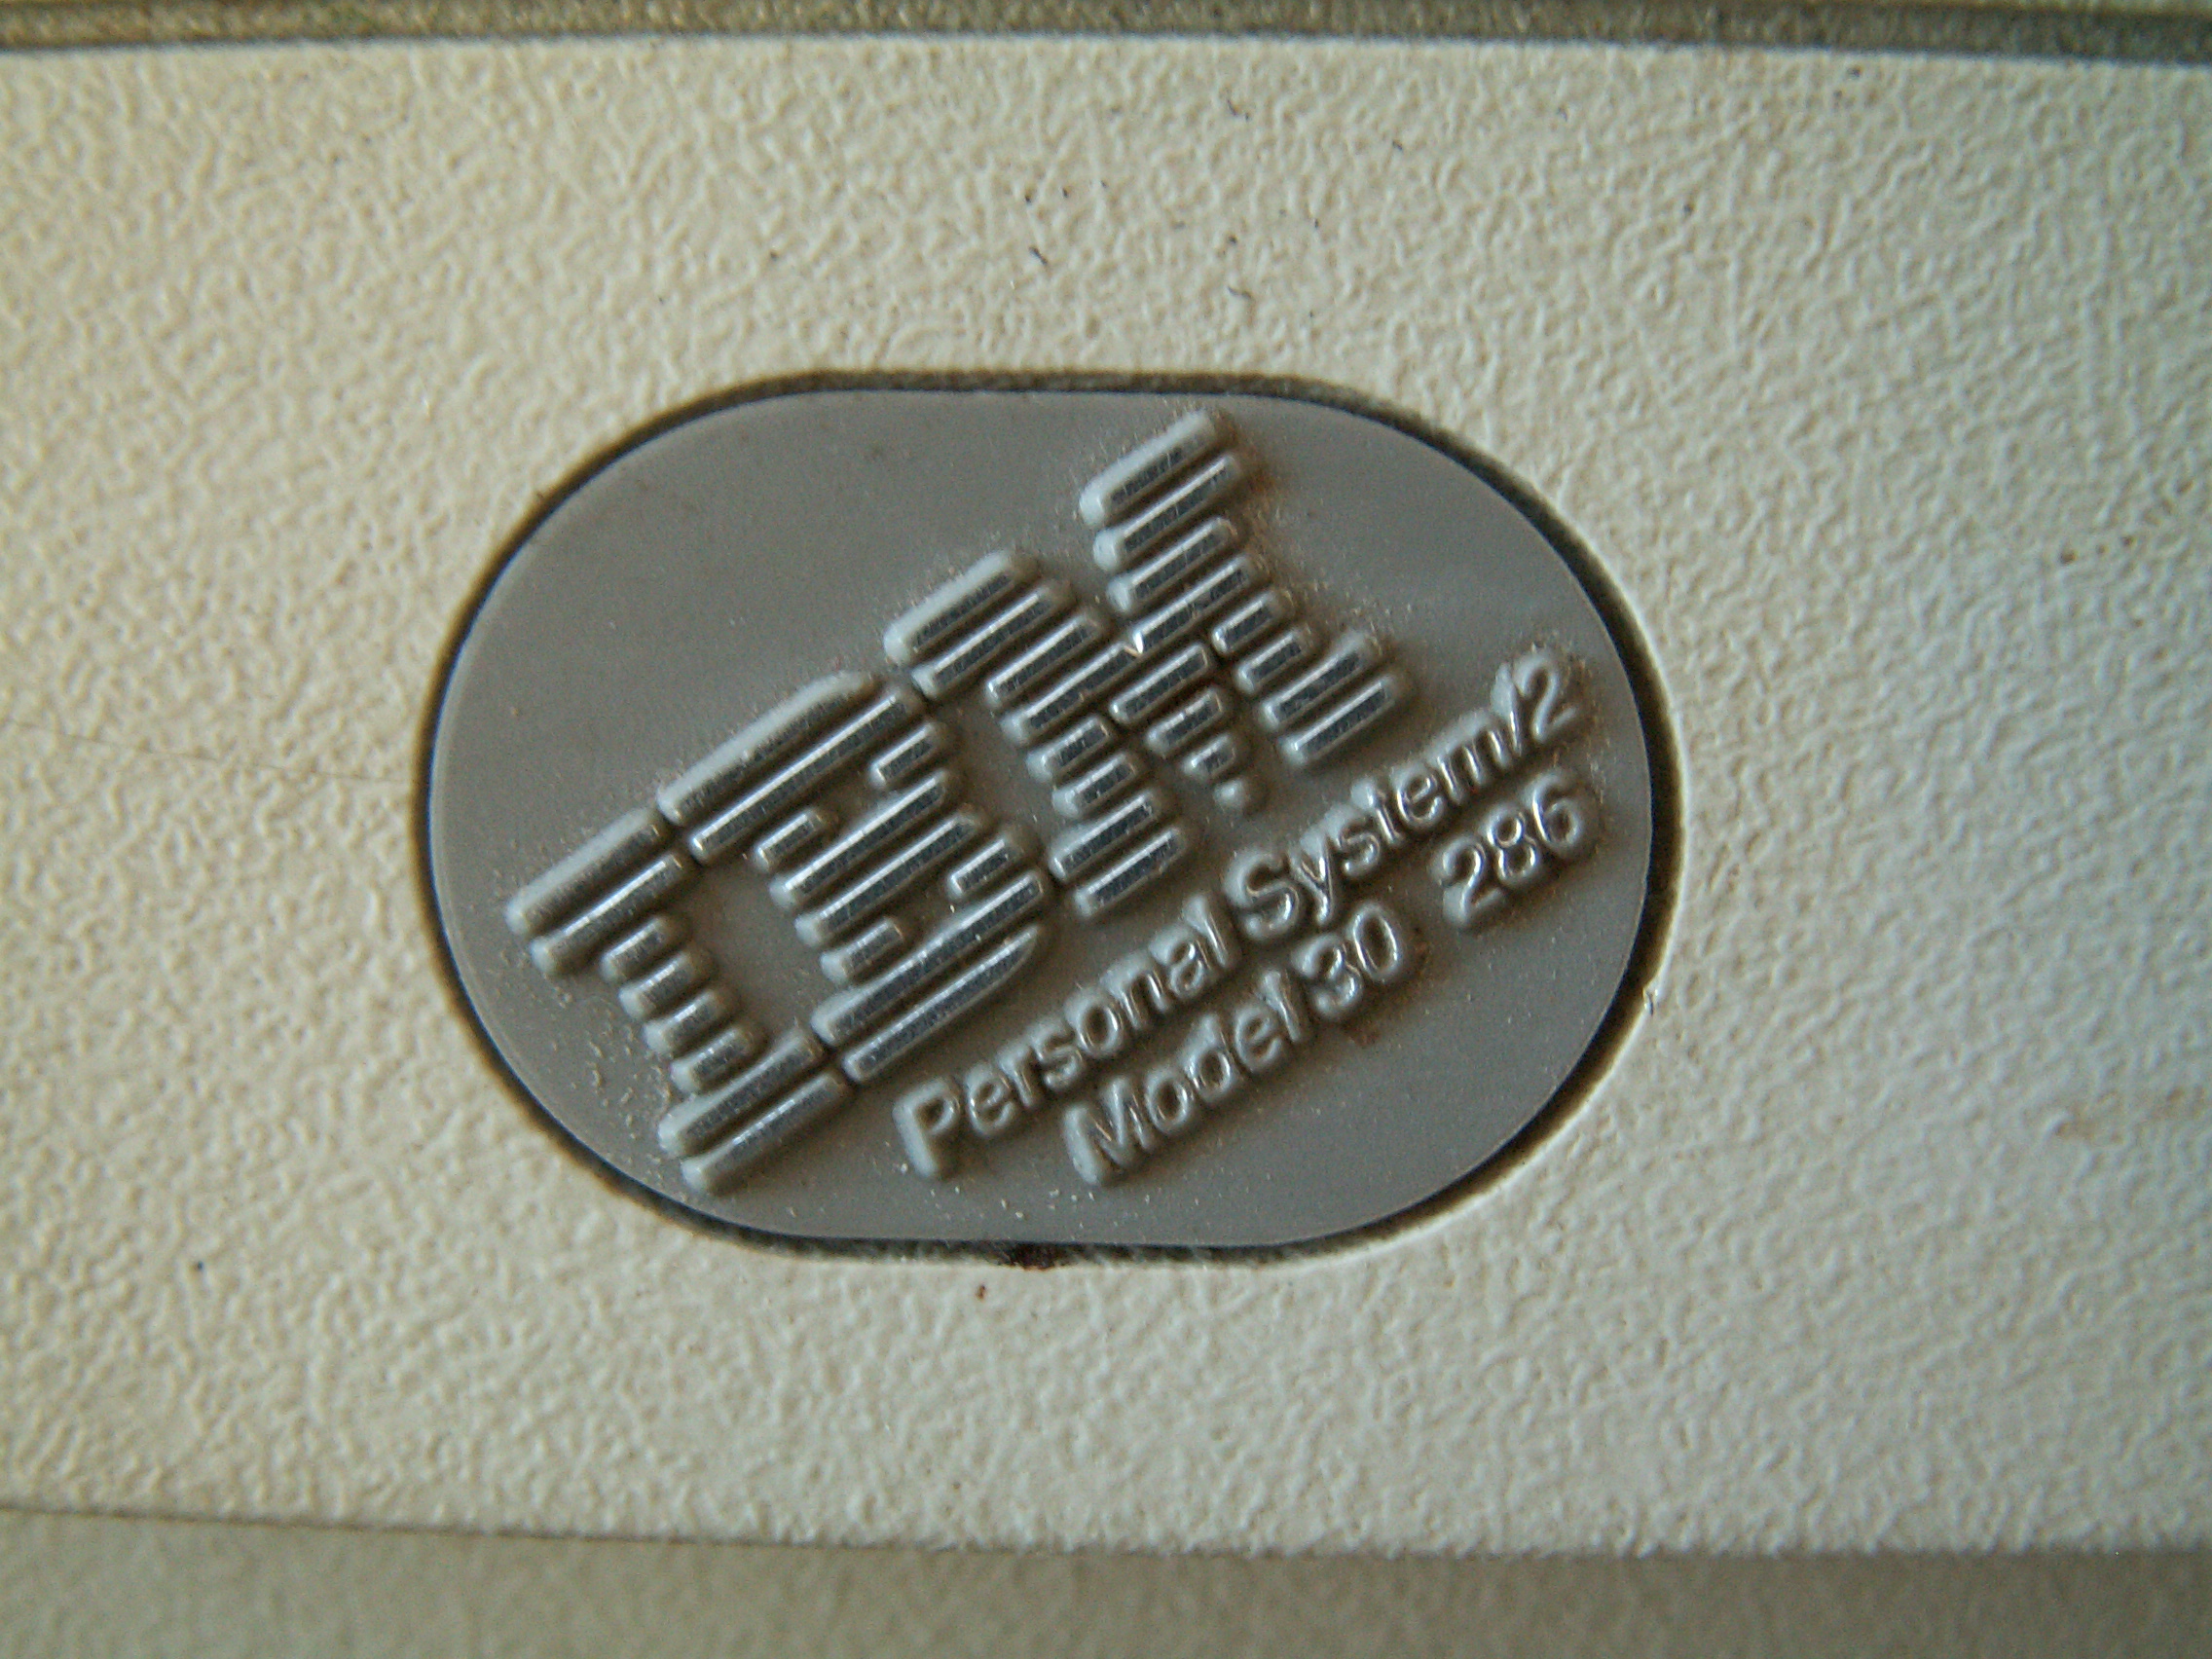 IBM
Personal System/2
Model 30 286